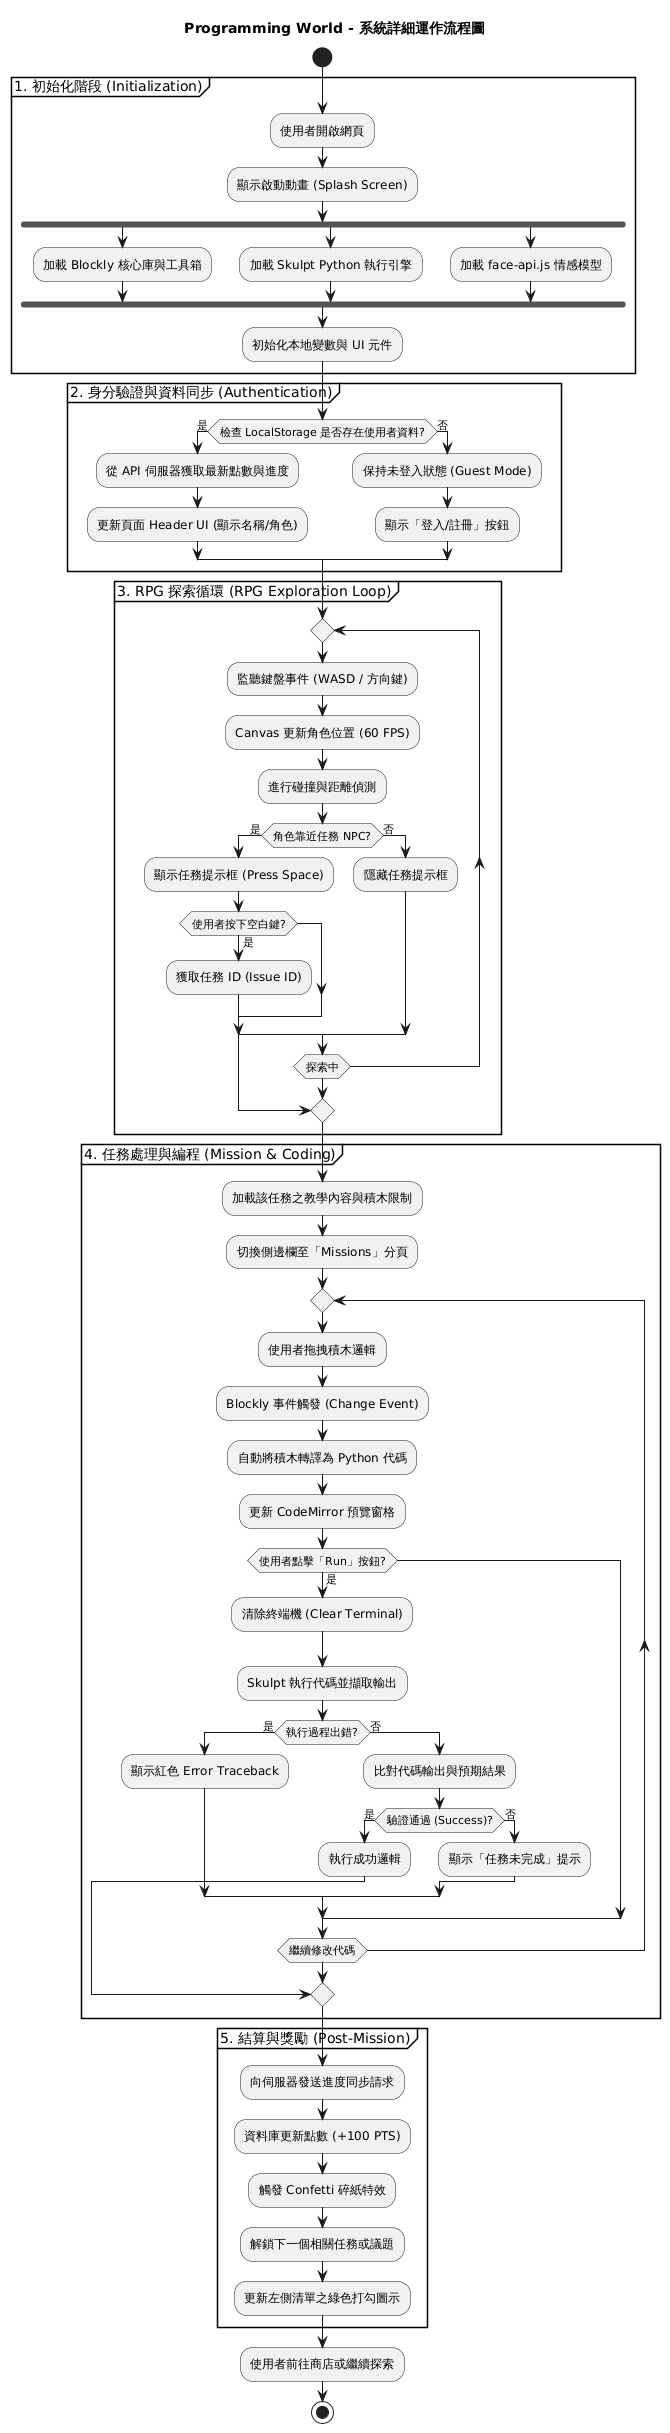 Programming World - 系統詳細運作流程圖
1. 初始化階段 (Initialization)
使用者開啟網頁
顯示啟動動畫 (Splash Screen)
加載 Blockly 核心庫與工具箱
加載 Skulpt Python 執行引擎
加載 face-api.js 情感模型
初始化本地變數與 UI 元件
2. 身分驗證與資料同步 (Authentication)
是
檢查 LocalStorage 是否存在使用者資料?
否
從 API 伺服器獲取最新點數與進度
保持未登入狀態 (Guest Mode)
更新頁面 Header UI (顯示名稱/角色)
顯示「登入/註冊」按鈕
3. RPG 探索循環 (RPG Exploration Loop)
監聽鍵盤事件 (WASD / 方向鍵)
Canvas 更新角色位置 (60 FPS)
進行碰撞與距離偵測
是
角色靠近任務 NPC?
否
顯示任務提示框 (Press Space)
隱藏任務提示框
使用者按下空白鍵?
是
獲取任務 ID (Issue ID)
探索中
4. 任務處理與編程 (Mission & Coding)
加載該任務之教學內容與積木限制
切換側邊欄至「Missions」分頁
使用者拖拽積木邏輯
Blockly 事件觸發 (Change Event)
自動將積木轉譯為 Python 代碼
更新 CodeMirror 預覽窗格
使用者點擊「Run」按鈕?
是
清除終端機 (Clear Terminal)
Skulpt 執行代碼並擷取輸出
是
執行過程出錯?
否
顯示紅色 Error Traceback
比對代碼輸出與預期結果
是
驗證通過 (Success)?
否
執行成功邏輯
顯示「任務未完成」提示
繼續修改代碼
5. 結算與獎勵 (Post-Mission)
向伺服器發送進度同步請求
資料庫更新點數 (+100 PTS)
觸發 Confetti 碎紙特效
解鎖下一個相關任務或議題
更新左側清單之綠色打勾圖示
使用者前往商店或繼續探索